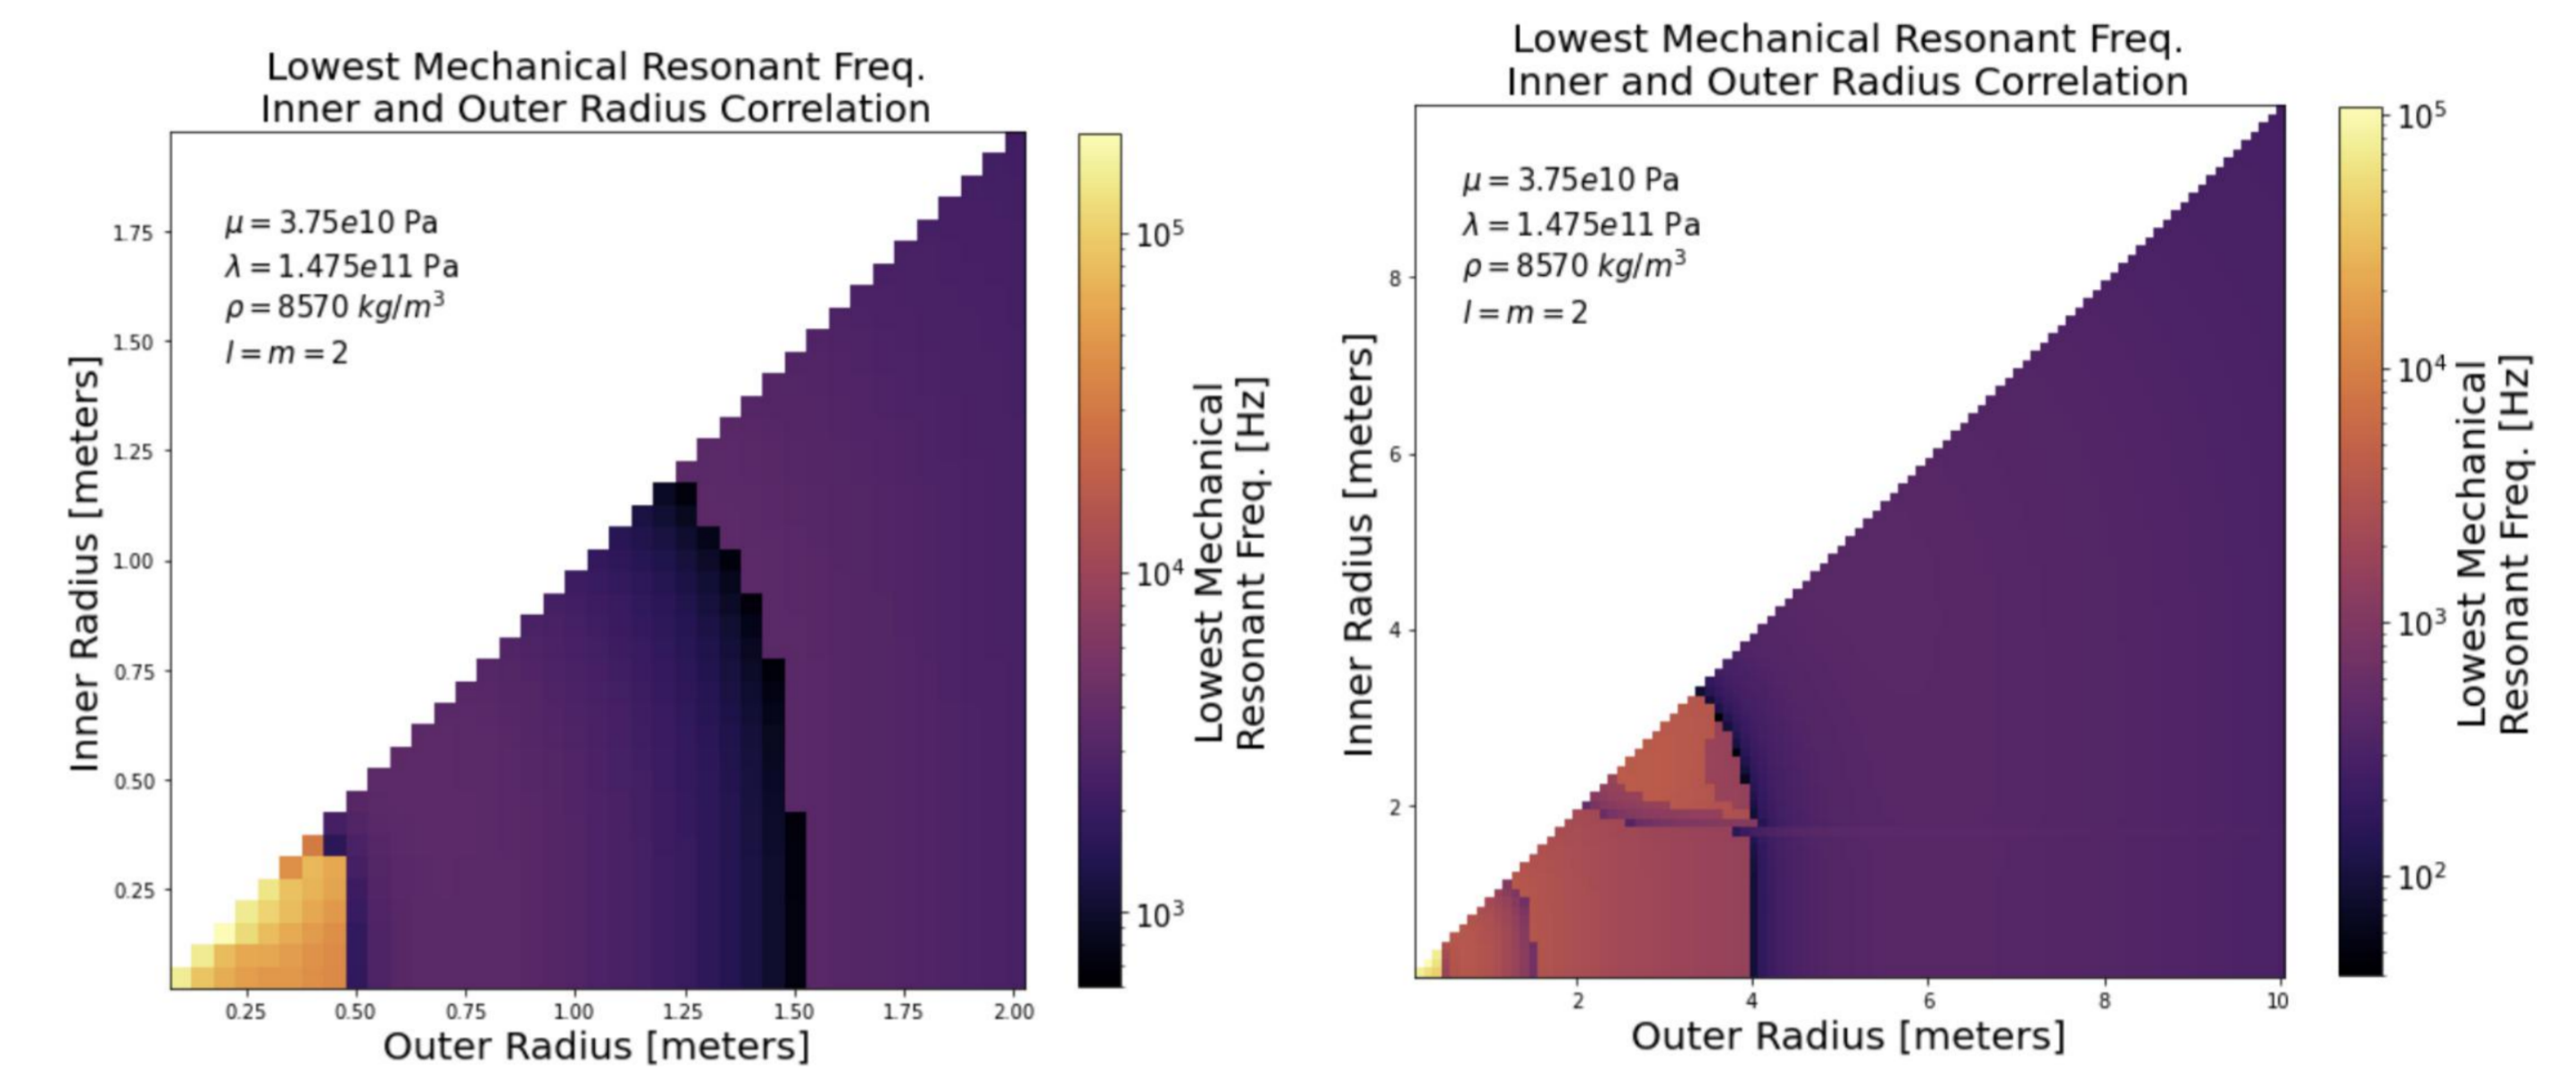 Lowest Mechanical Resonant Freq.
Inner and Outer Radius Correlation
μ = 3.75e10 Pa
λ = 1.475e11 Pa
ρ = 8570 kg/m³
l = m = 2
Inner Radius [meters]
1.75
1.50
1.25
1.00
0.75
0.50
0.25
0.25 0.50 0.75 1.00 1.25 1.50 1.75 2.00
Outer Radius [meters]
10⁵
10⁴
10³
Lowest Mechanical
Resonant Freq. [Hz]
Lowest Mechanical Resonant Freq.
Inner and Outer Radius Correlation
μ = 3.75e10 Pa
λ = 1.475e11 Pa
ρ = 8570 kg/m³
l = m = 2
Inner Radius [meters]
8
6
4
2
2 4 6 8 10
Outer Radius [meters]
10⁵
10⁴
10³
10²
Lowest Mechanical
Resonant Freq. [Hz]